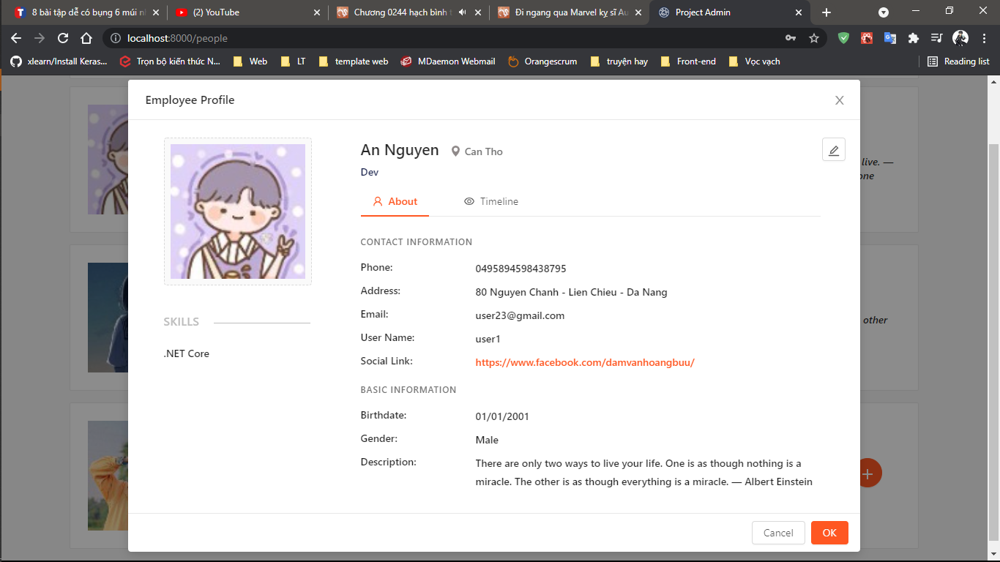 8 bài tập dễ có bụng 6 múi n
(2) YouTube
Chương 0244 hạch bình t
Đi ngang qua Marvel kỵ sĩ Au
Project Admin
localhost:8000/people
xlearn/Install Keras...
Trọn bộ kiến thức N...
Web
LT
template web
MDaemon Webmail
Orangescrum
truyện hay
Front-end
Vọc vạch
Reading list
Employee Profile
An Nguyen
Can Tho
Dev
live. —
one
About
Timeline
CONTACT INFORMATION
Phone: 0495894598438795
Address: 80 Nguyen Chanh - Lien Chieu - Da Nang
Email: user23@gmail.com
other
SKILLS
User Name: user1
.NET Core
Social Link: https://www.facebook.com/damvanhoangbuu/
BASIC INFORMATION
Birthdate: 01/01/2001
Gender: Male
Description: There are only two ways to live your life. One is as though nothing is a
miracle. The other is as though everything is a miracle. — Albert Einstein
Cancel
OK